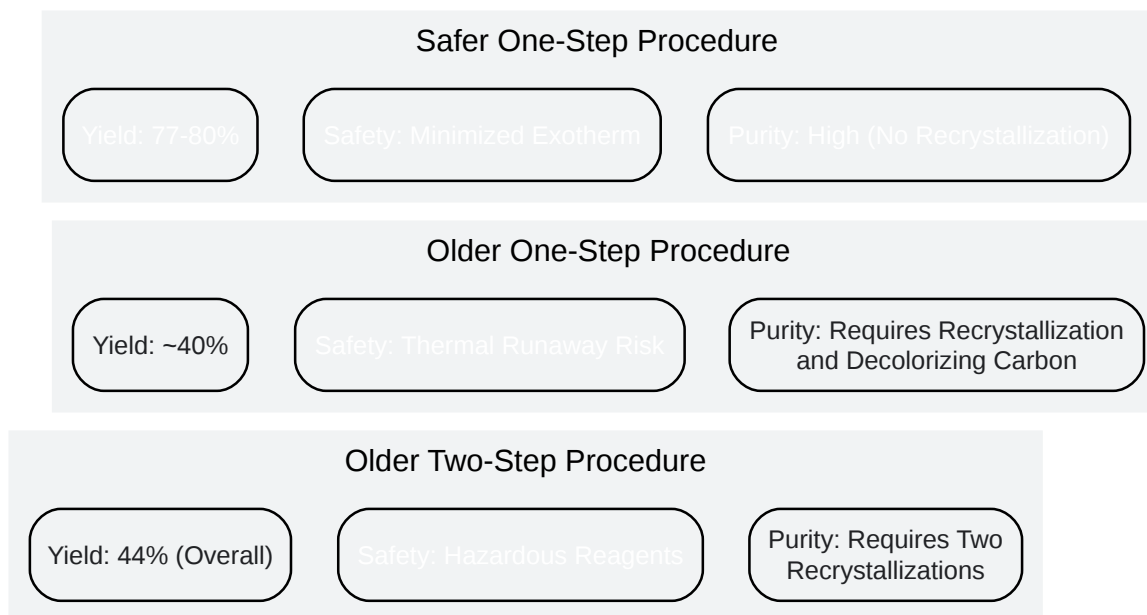 Safer One-Step Procedure
Yield: 77-80%
Safety: Minimized Exotherm
Purity: High (No Recrystallization)
Older One-Step Procedure
Yield: ~40%
Safety: Thermal Runaway Risk
Purity: Requires Recrystallization
and Decolorizing Carbon
Older Two-Step Procedure
Yield: 44% (Overall)
Safety: Hazardous Reagents
Purity: Requires Two
Recrystallizations